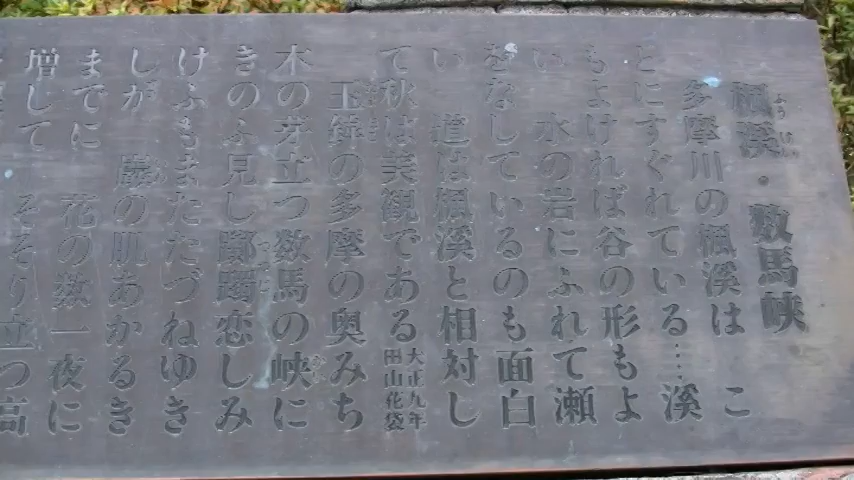 楓渓・数馬峡
ようけい
多摩川の楓渓は こ
とにすぐれている……渓
もよければ谷の形もよ
い 水の岩にふれて瀬
をなしているのも面白
い 道は楓渓と相対し
て秋は美観である 大正九年 田山花袋
玉鉾の多摩の奥みち
木の芽立つ数馬の峡に
きのふ見し躑躅恋しみ
けふもまたたづねゆき
しが 巌の肌あかるき
までに 花の数一夜に
増して そそり立つ高